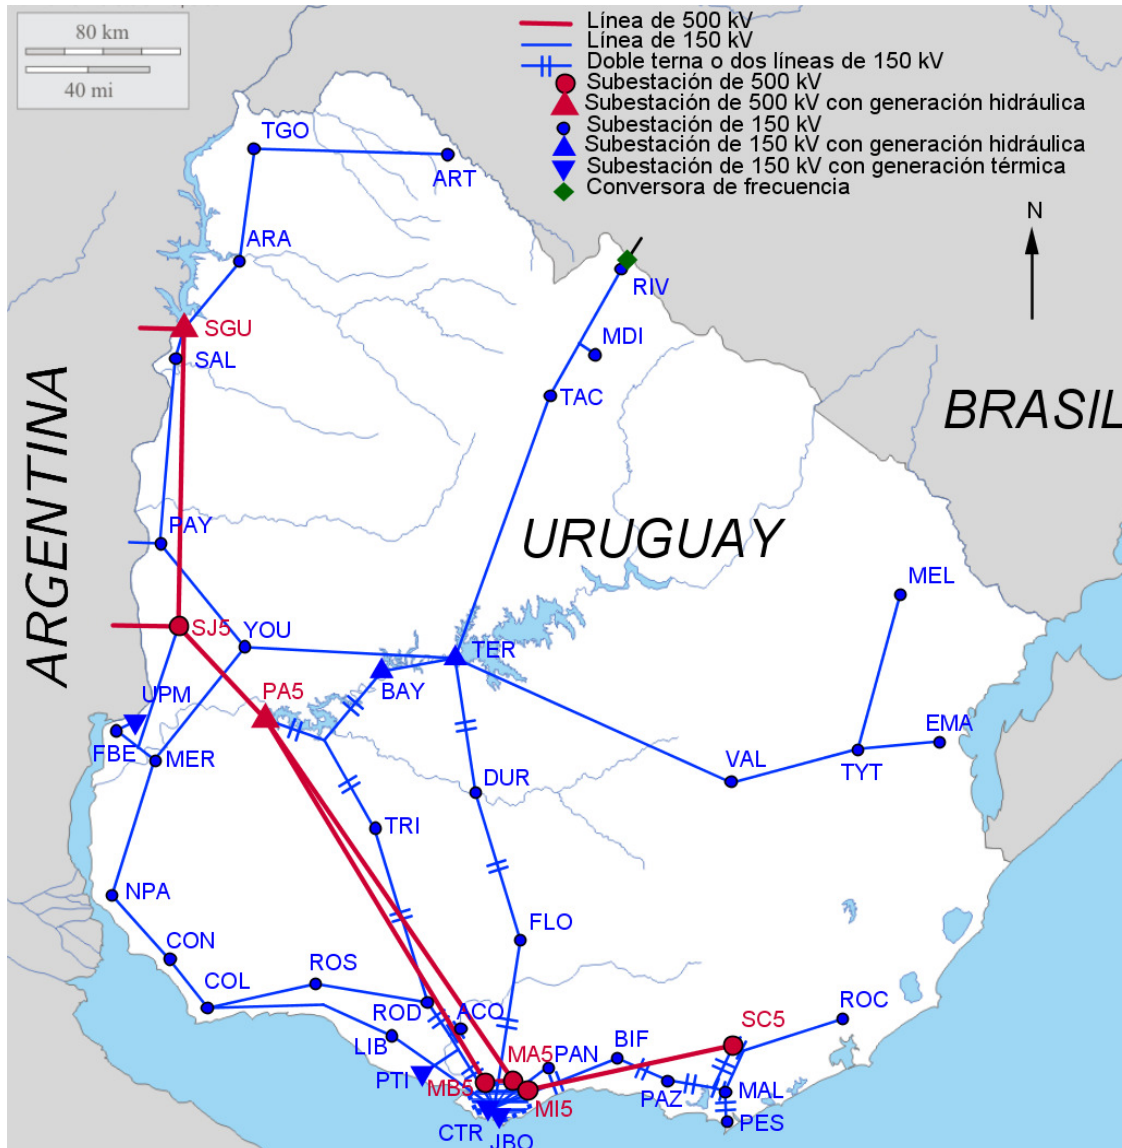 80 km
40 mi
Línea de 500 kV
Línea de 150 kV
Doble terna o dos líneas de 150 kV
Subestación de 500 kV
Subestación de 500 kV con generación hidráulica
Subestación de 150 kV
Subestación de 150 kV con generación hidráulica
Subestación de 150 kV con generación térmica
Conversora de frecuencia
N
TGO
ART
ARA
RIV
SGU
MDI
SAL
TAC
BRASIL
ARGENTINA
URUGUAY
PAY
MEL
SJ5
YOU
TER
BAY
UPM
PA5
EMA
FBE
MER
VAL
TYT
DUR
TRI
NPA
FLO
CON
ROS
COL
ROD
ACO
ROC
SC5
LIB
BIF
MA5
PAN
PTI
MB5
MI5
PAZ
MAL
PES
CTR
JBO